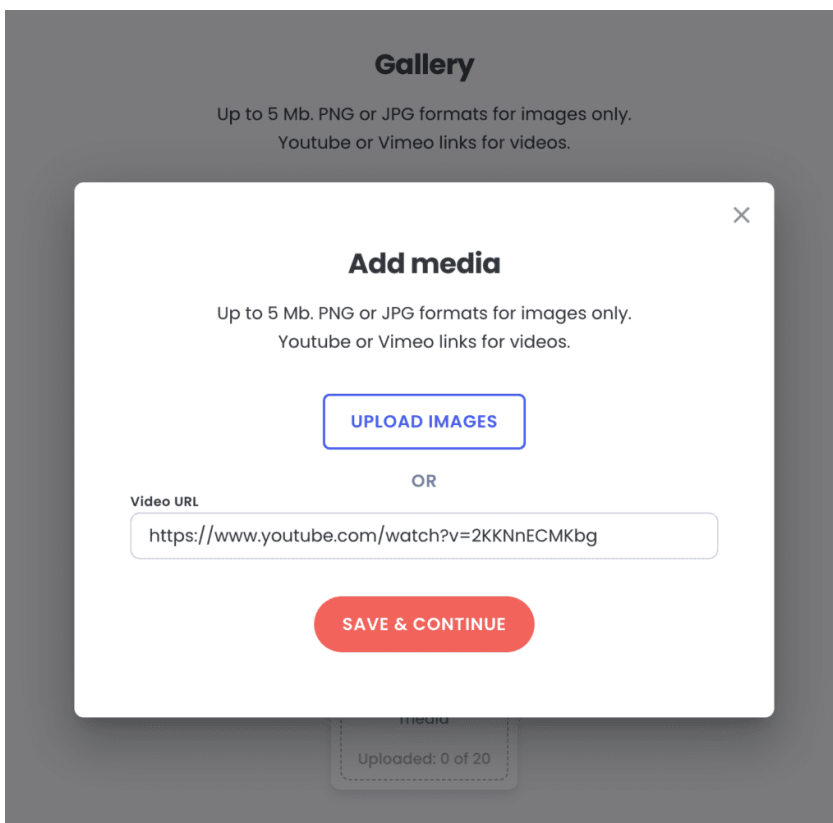 Gallery
Up to 5 Mb. PNG or JPG formats for images only.
Youtube or Vimeo links for videos.
Add media
Up to 5 Mb. PNG or JPG formats for images only.
Youtube or Vimeo links for videos.
UPLOAD IMAGES
OR
Video URL
https://www.youtube.com/watch?v=2KKNnECMKbg
SAVE & CONTINUE
media
Uploaded: 0 of 20